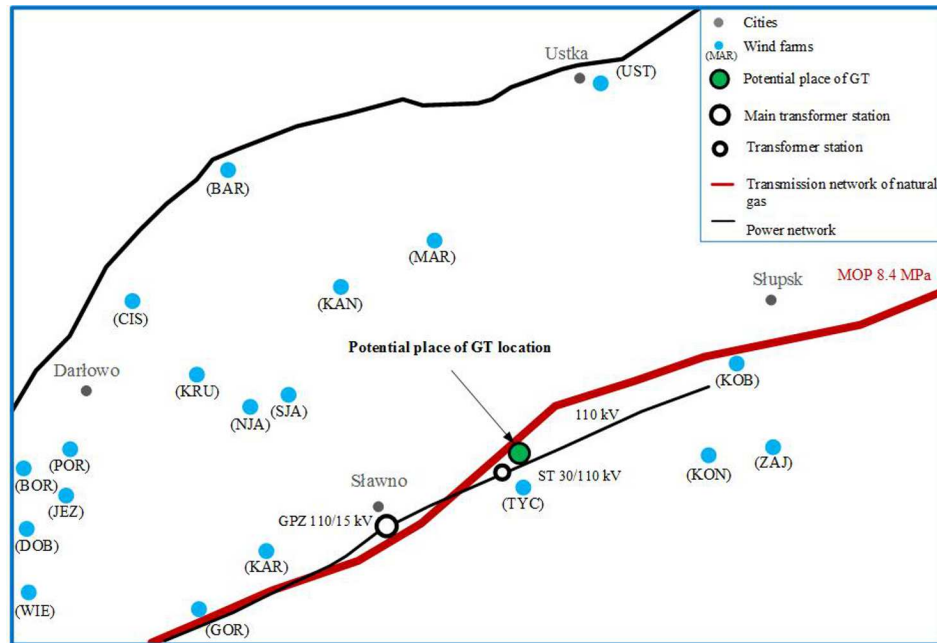 Cities
Wind farms
(MAR)
Potential place of GT
Main transformer station
Transformer station
Transmission network of natural
gas
Power network
Ustka
(UST)
(BAR)
(MAR)
(KAN)
(CIS)
Słupsk
MOP 8.4 MPa
Potential place of GT location
Darłowo
(KRU)
(NJA)
(SJA)
(KOB)
110 kV
(POR)
(BOR)
(JEZ)
(DOB)
(WIE)
Sławno
GPZ 110/15 kV
ST 30/110 kV
(TYC)
(KON)
(ZAJ)
(KAR)
(GOR)